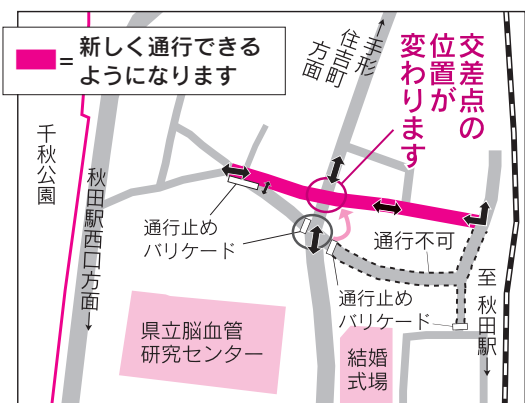 = 新しく通行できる
ようになります
交差点の
位置が
変わります
手形
住吉町
方面
千秋公園
秋田駅西口方面
通行止め
バリケード
通行不可
通行止め
バリケード
至 秋田駅
県立脳血管
研究センター
結婚
式場